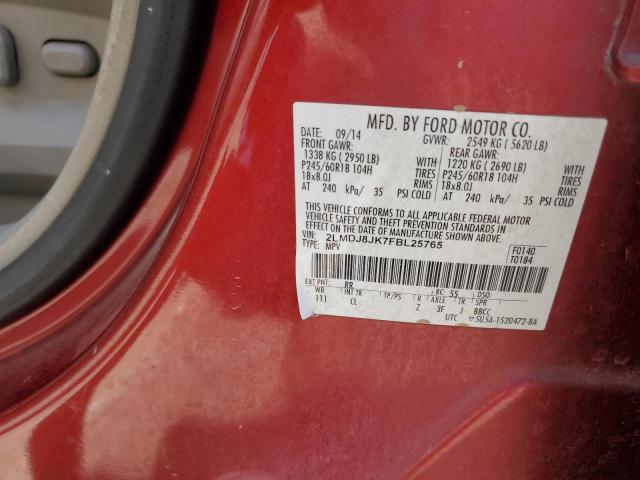 MFD. BY FORD MOTOR CO.
DATE: 09/14 GVWR: 2549 KG ( 5620 LB)
FRONT GAWR: REAR GAWR:
1338 KG ( 2950 LB) 1220 KG ( 2690 LB)
P245/60R18 104H TIRES P245/60R18 104H TIRES
18x8.0J RIMS 18x8.0J RIMS
AT 240 kPa/ 35 PSI COLD AT 240 kPa/ 35 PSI COLD
THIS VEHICLE CONFORMS TO ALL APPLICABLE FEDERAL MOTOR
VEHICLE SAFETY AND THEFT PREVENTION STANDARDS IN
EFFECT ON THE DATE OF MANUFACTURE SHOWN ABOVE.
VIN: 2LMDJ8JK7FBL25765
TYPE: MPV
F0140
T0184
EXT PNT: RR RC: 55 DSO:
WB INT TR TP/PS R AXLE TR SPR
111 CL Z 3F J BBCC
UTC ▽5U5A-1520472-BA